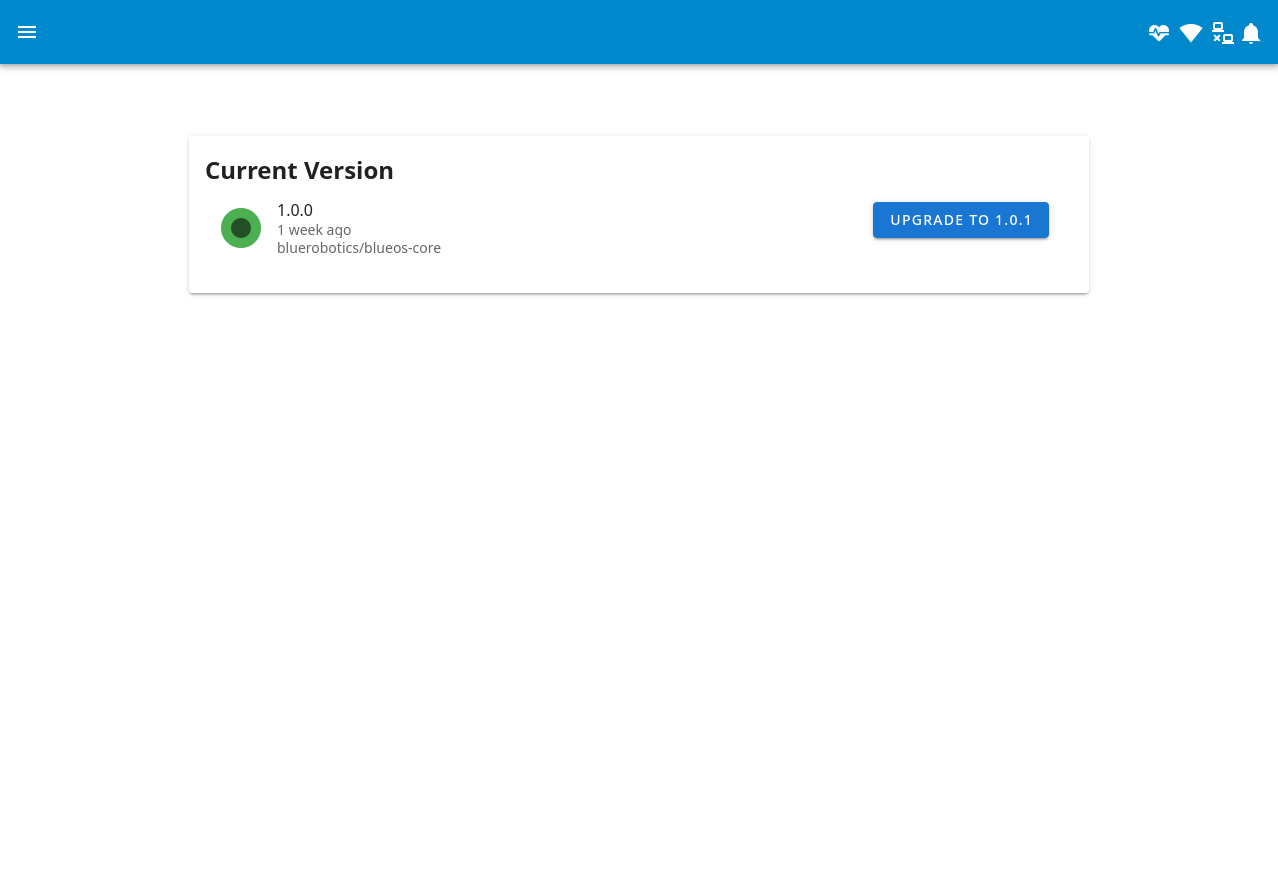 Current Version
1.0.0
1 week ago
bluerobotics/blueos-core
UPGRADE TO 1.0.1